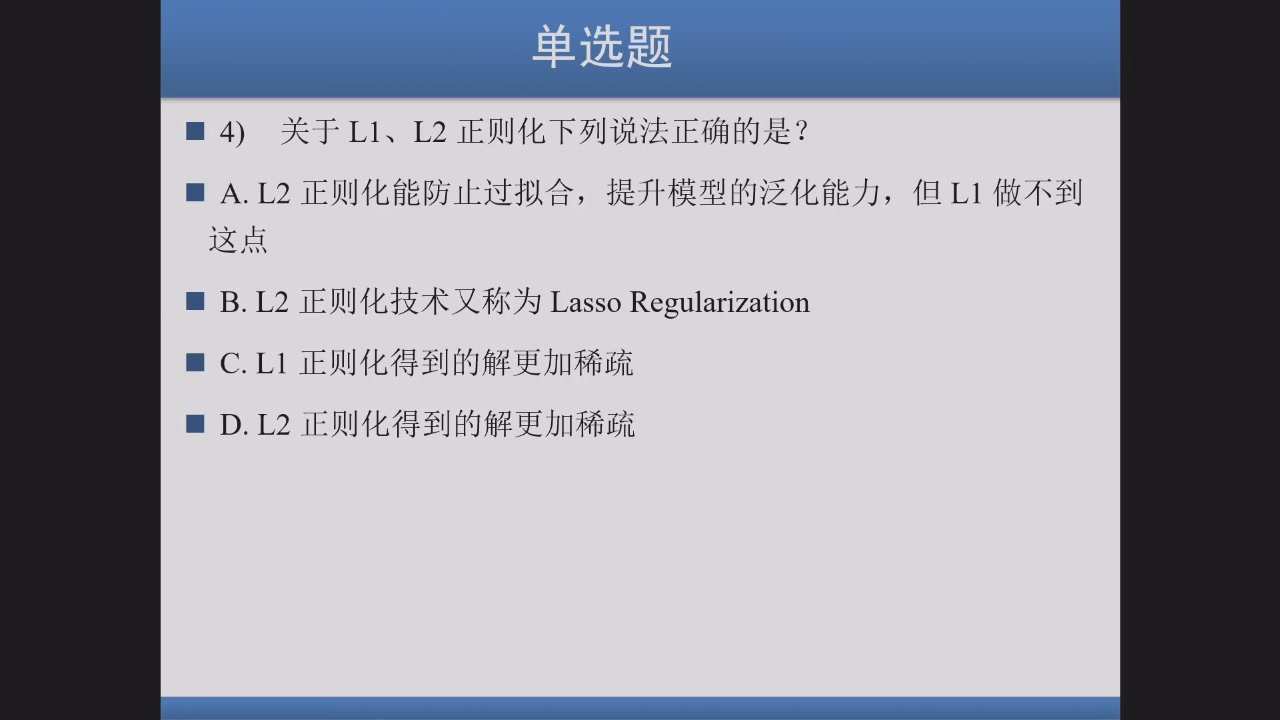 单选题
4) 关于 L1、L2 正则化下列说法正确的是？
A. L2 正则化能防止过拟合，提升模型的泛化能力，但 L1 做不到
这点
B. L2 正则化技术又称为 Lasso Regularization
C. L1 正则化得到的解更加稀疏
D. L2 正则化得到的解更加稀疏